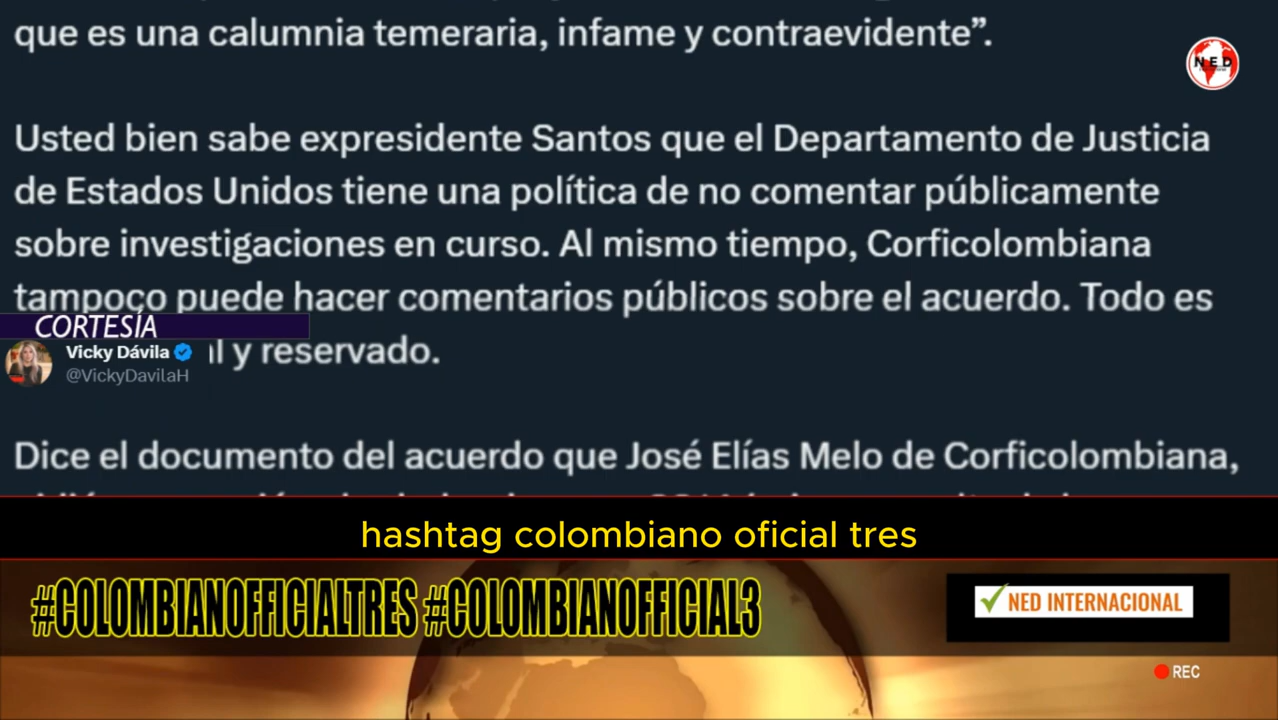 que es una calumnia temeraria, infame y contraevidente”.
NED
Usted bien sabe expresidente Santos que el Departamento de Justicia
de Estados Unidos tiene una política de no comentar públicamente
sobre investigaciones en curso. Al mismo tiempo, Corficolombiana
tampoco puede hacer comentarios públicos sobre el acuerdo. Todo es
CORTESÍA
Vicky Dávila
y reservado.
@VickyDavilaH
Dice el documento del acuerdo que José Elías Melo de Corficolombiana,
hashtag colombiano oficial tres
#COLOMBIANOFFICIALTRES #COLOMBIANOFFICIAL3
NED INTERNACIONAL
REC